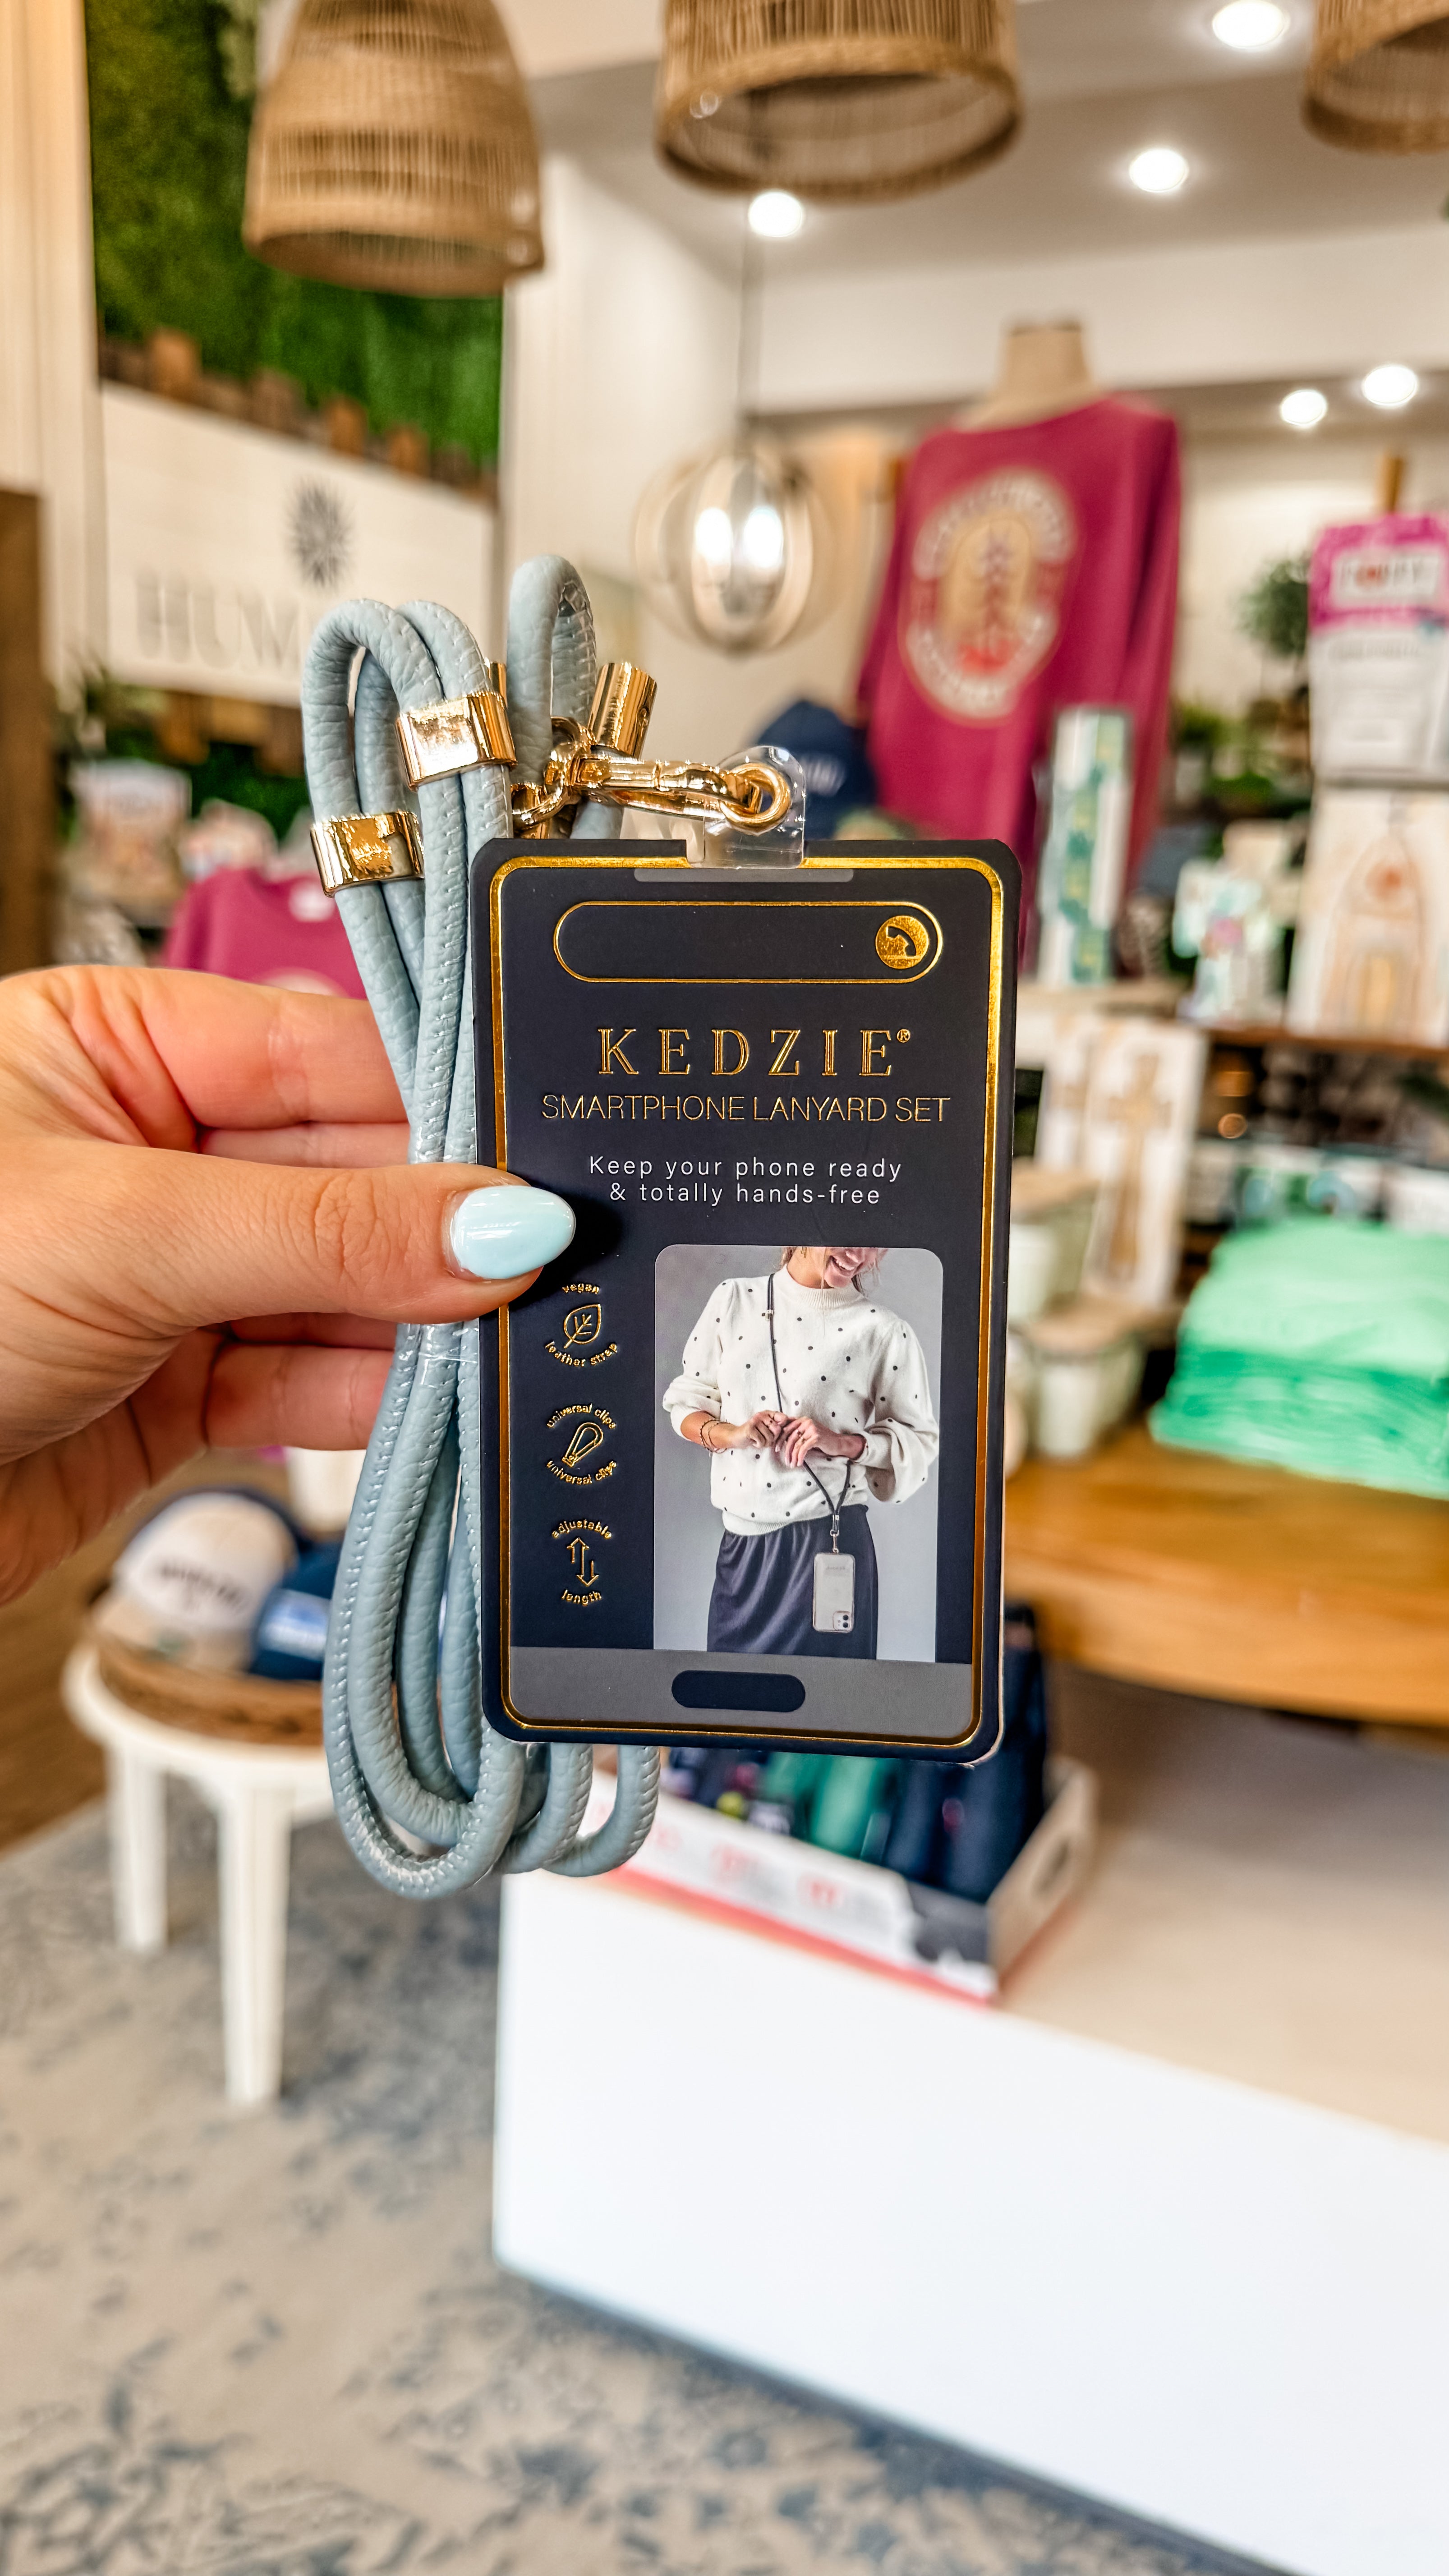 HUM
KEDZIE®
SMARTPHONE LANYARD SET
Keep your phone ready
& totally hands-free
vegan
leather strap
universal clips
universal clips
adjustable
length